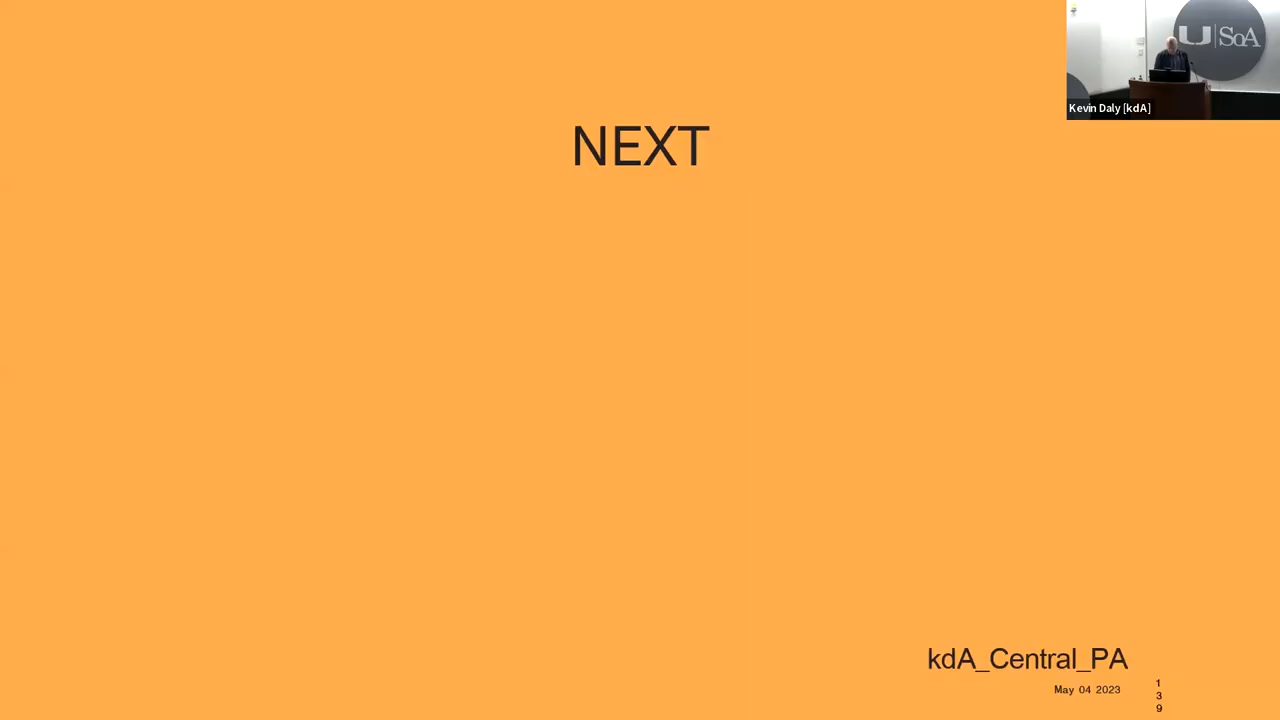 U SoA
Kevin Daly [kdA]
NEXT
kdA_Central_PA
May 04 2023
1
3
9